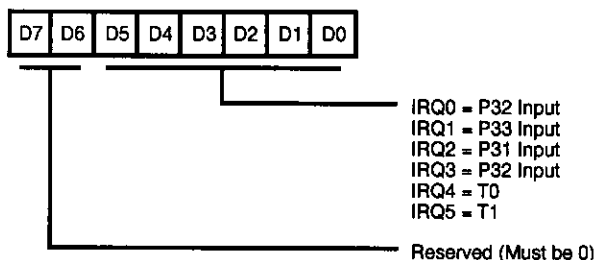 D7 D6 D5 D4 D3 D2 D1 D0
IRQ0 = P32 Input
IRQ1 = P33 Input
IRQ2 = P31 Input
IRQ3 = P32 Input
IRQ4 = T0
IRQ5 = T1
Reserved (Must be 0)